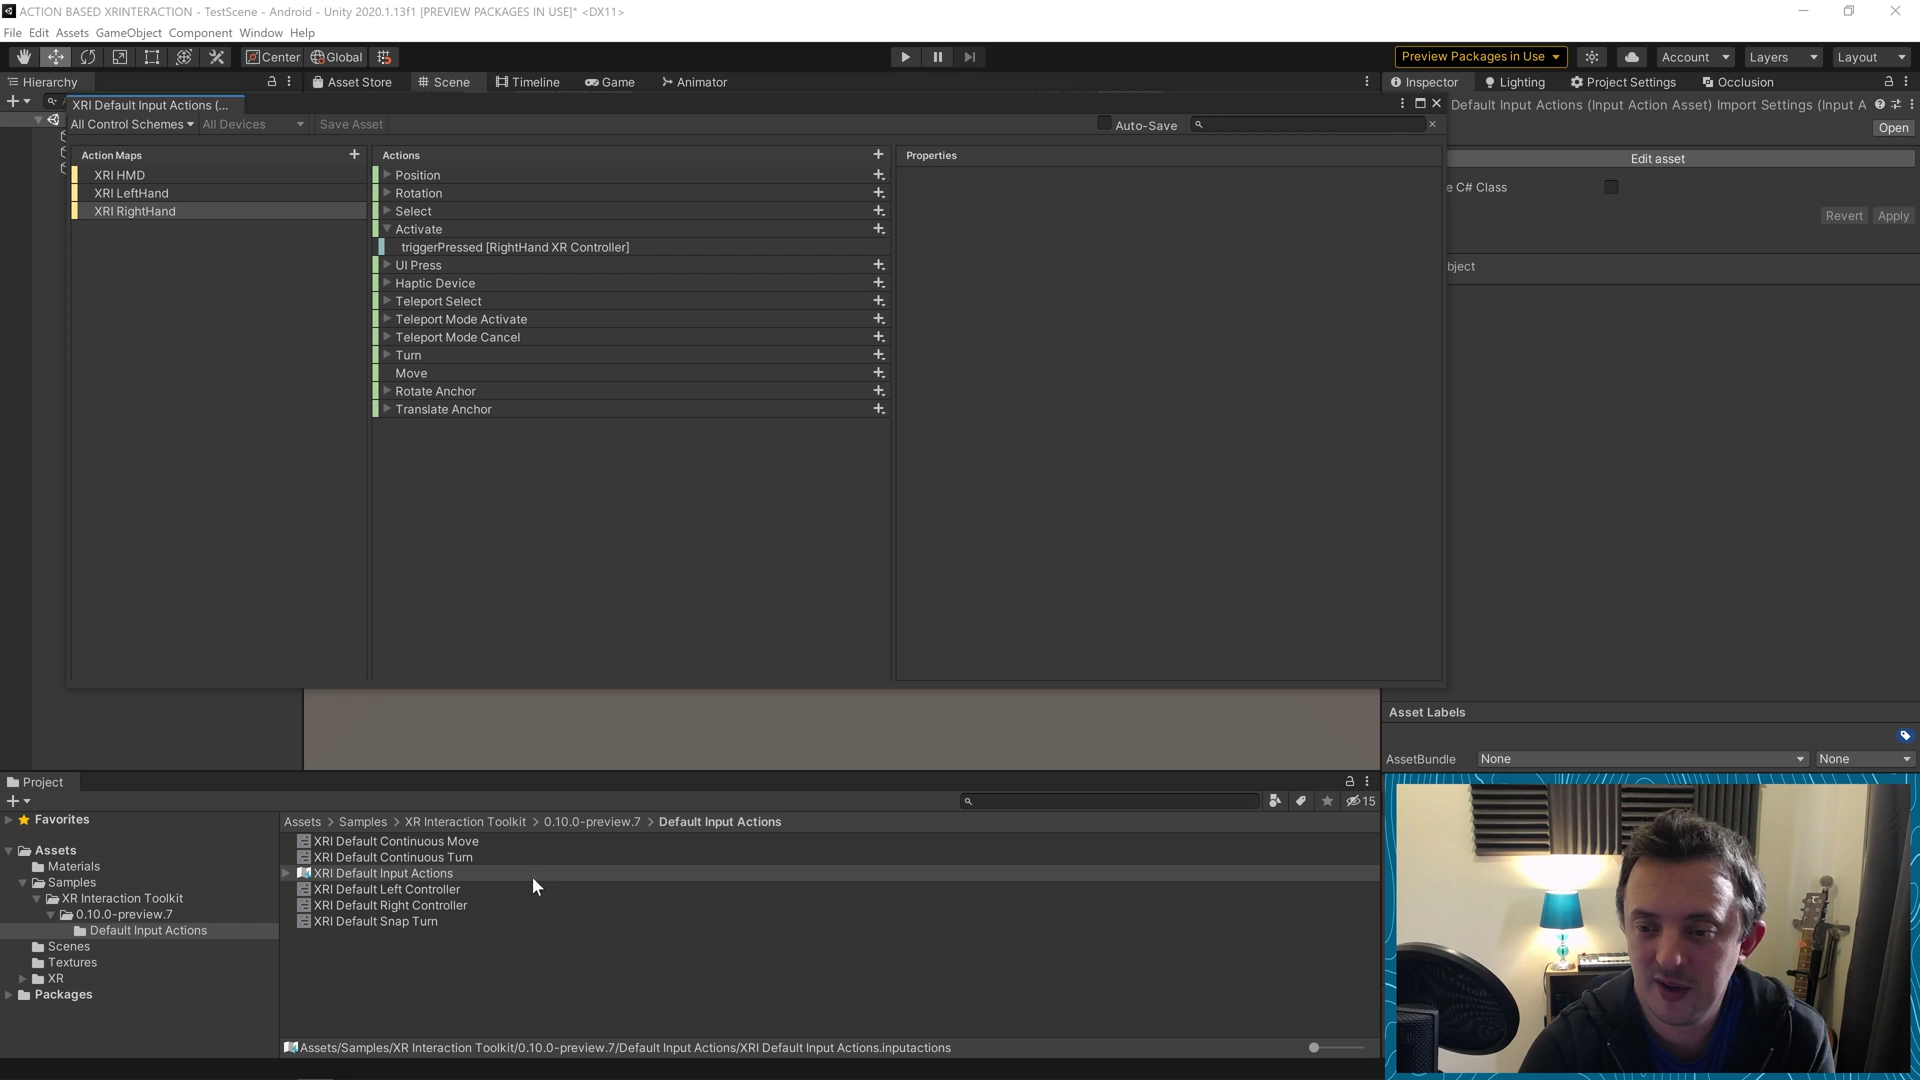 ACTION BASED XRINTERACTION - TestScene - Android - Unity 2020.1.13f1 [PREVIEW PACKAGES IN USE]* <DX11>
File Edit Assets GameObject Component Window Help
Center Global Preview Packages in Use Account Layers Layout
Hierarchy Asset Store Scene Timeline Game Animator Inspector Lighting Project Settings Occlusion
XRI Default Input Actions (... Default Input Actions (Input Action Asset) Import Settings (Input A
All Control Schemes All Devices Save Asset Auto-Save Open
Action Maps Actions Properties Edit asset
XRI HMD Position
XRI LeftHand Rotation e C# Class
XRI RightHand Select Revert Apply
Activate
triggerPressed [RightHand XR Controller]
UI Press bject
Haptic Device
Teleport Select
Teleport Mode Activate
Teleport Mode Cancel
Turn
Move
Rotate Anchor
Translate Anchor
Asset Labels
AssetBundle None None
Project
15
Favorites Assets > Samples > XR Interaction Toolkit > 0.10.0-preview.7 > Default Input Actions
XRI Default Continuous Move
Assets XRI Default Continuous Turn
Materials XRI Default Input Actions
Samples XRI Default Left Controller
XR Interaction Toolkit XRI Default Right Controller
0.10.0-preview.7 XRI Default Snap Turn
Default Input Actions
Scenes
Textures
XR
Packages
Assets/Samples/XR Interaction Toolkit/0.10.0-preview.7/Default Input Actions/XRI Default Input Actions.inputactions